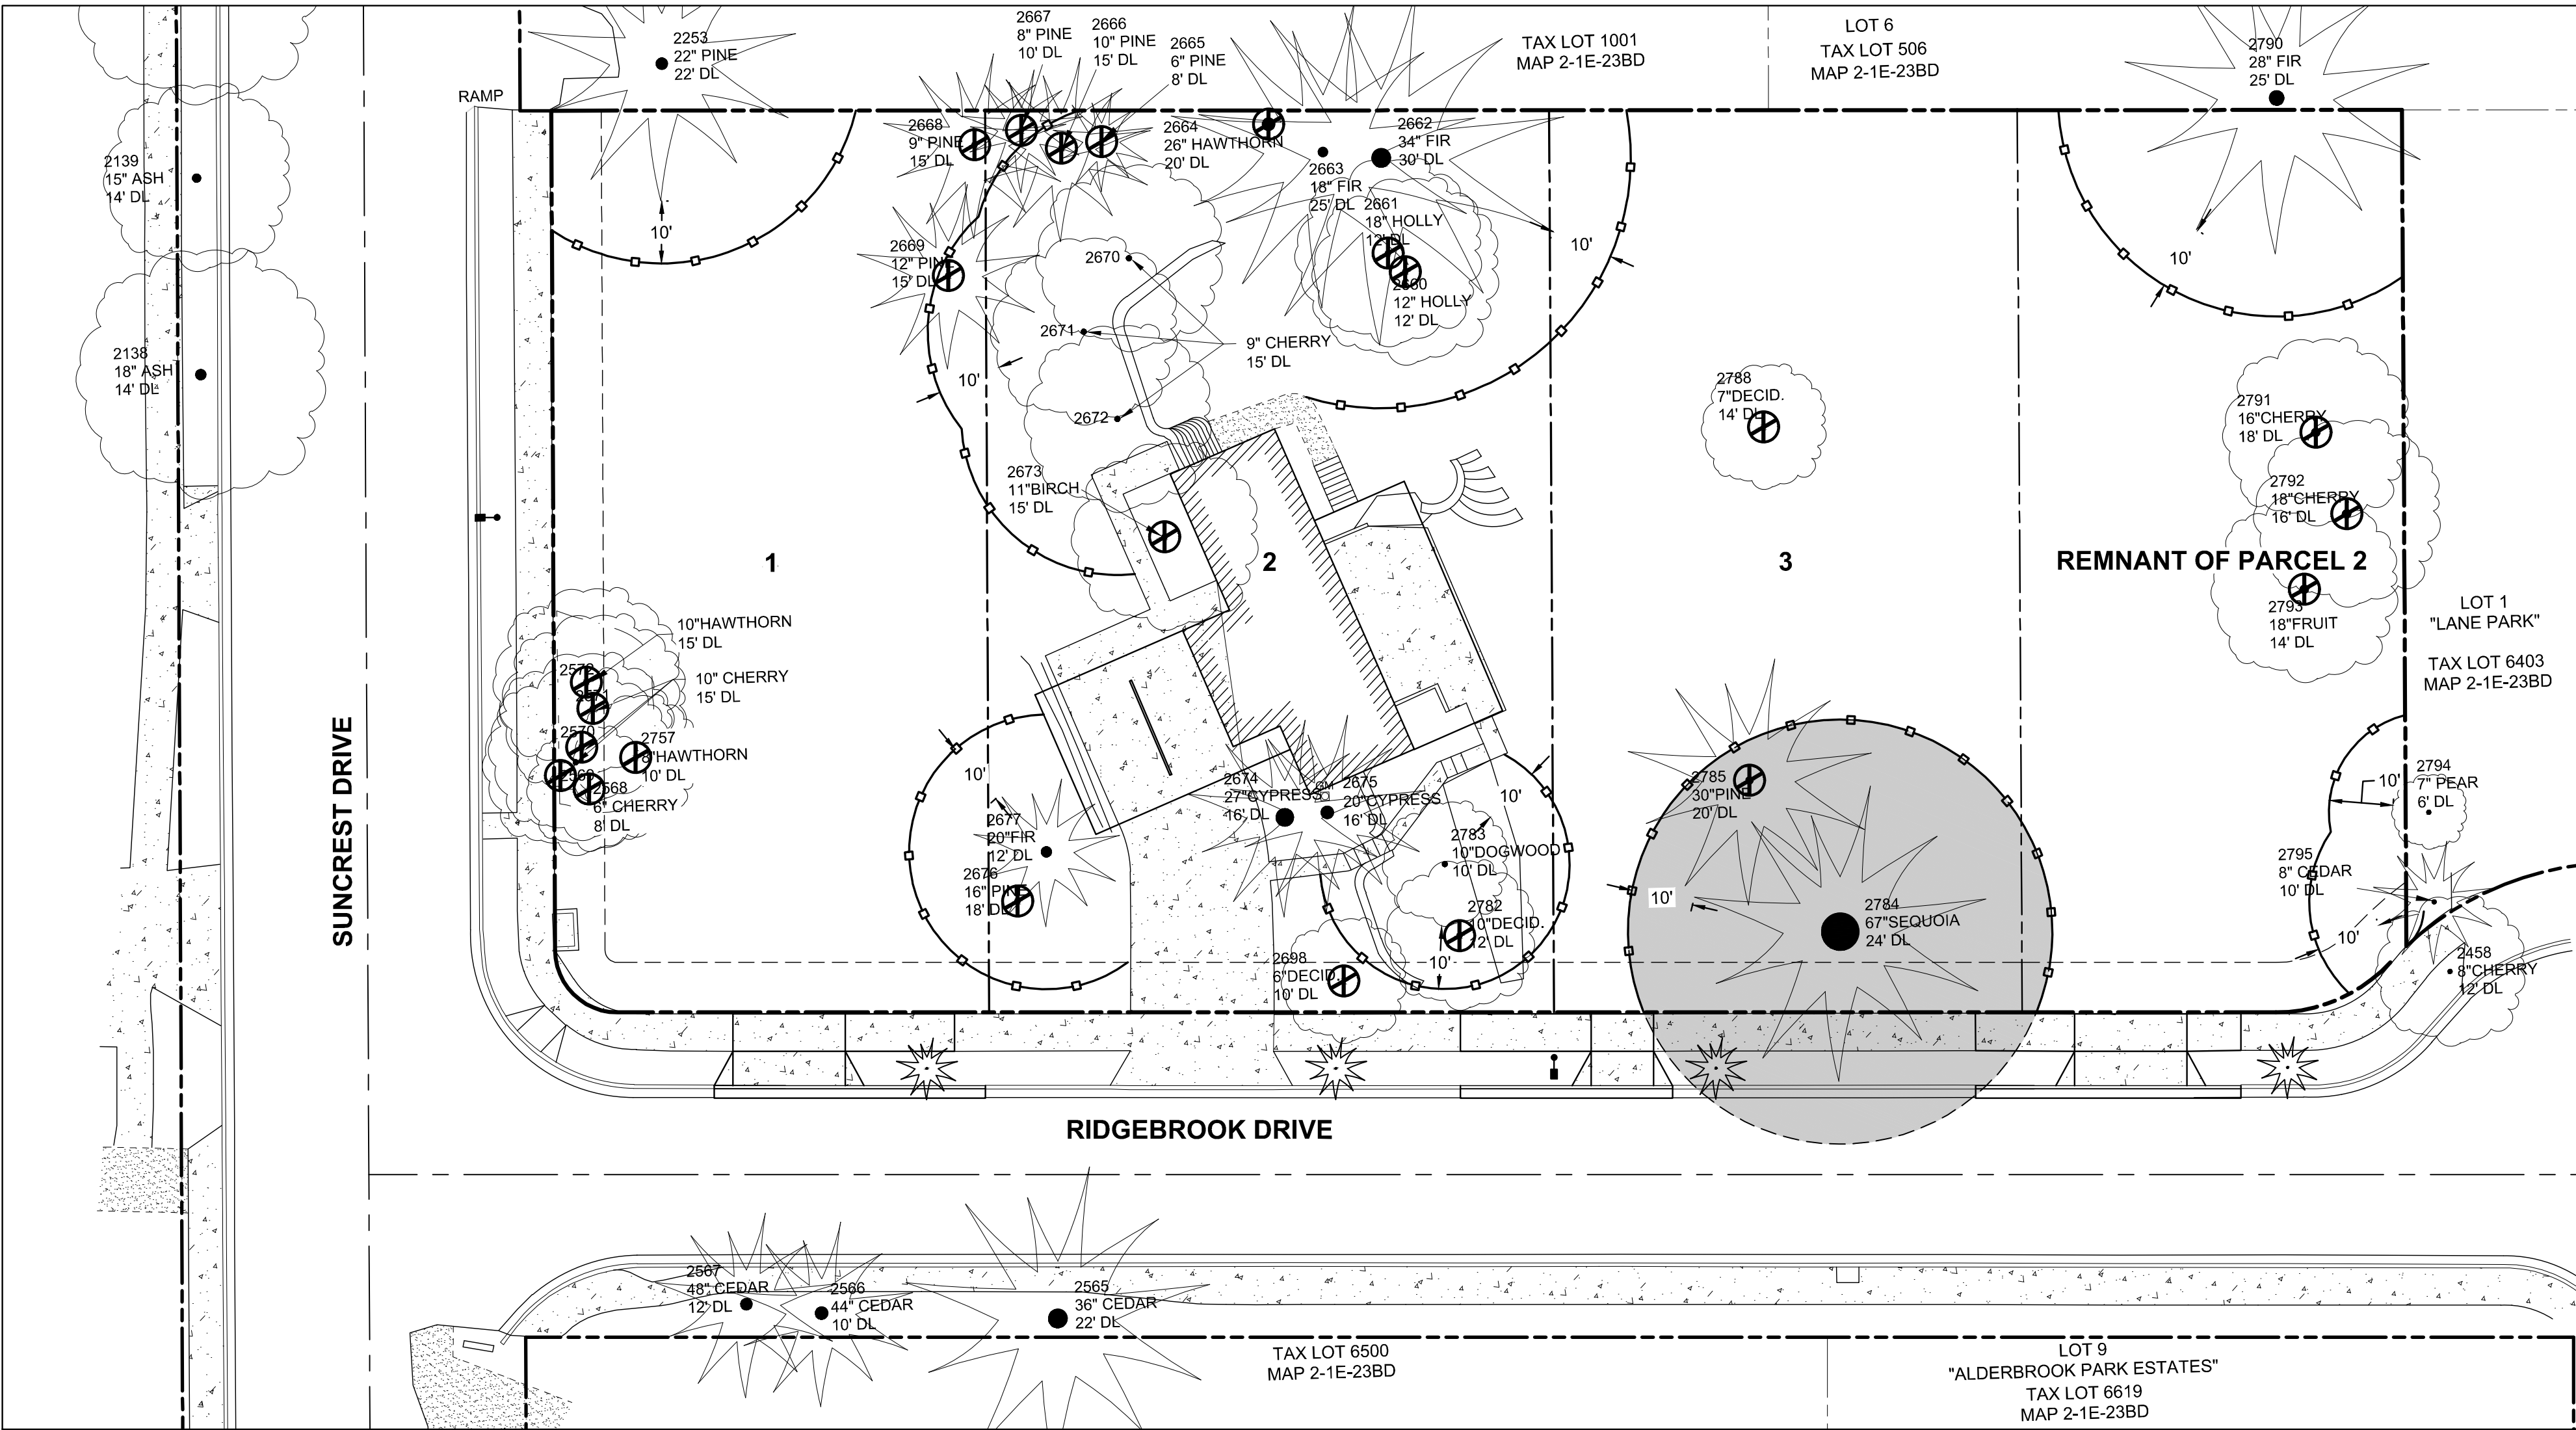 2667
8" PINE
10' DL
2666
10" PINE
15' DL
2665
6" PINE
8' DL
2253
22" PINE
22' DL
TAX LOT 1001
MAP 2-1E-23BD
LOT 6
TAX LOT 506
MAP 2-1E-23BD
2790
28" FIR
25' DL
RAMP
2668
9" PINE
15' DL
2664
26" HAWTHORN
20' DL
2662
34" FIR
30' DL
2663
18" FIR
25' DL
2661
18" HOLLY
12' DL
2660
12" HOLLY
12' DL
2139
15" ASH
14' DL
10'
2669
12" PINE
15' DL
2670
10'
10'
2671
9" CHERRY
15' DL
2138
18" ASH
14' DL
10'
2672
2788
7"DECID.
14' DL
2791
16"CHERRY
18' DL
2673
11"BIRCH
15' DL
2792
18"CHERRY
16' DL
1
2
3
REMNANT OF PARCEL 2
2793
18"FRUIT
14' DL
LOT 1
"LANE PARK"
TAX LOT 6403
MAP 2-1E-23BD
10"HAWTHORN
15' DL
2572
10" CHERRY
15' DL
2571
2570
2757
8"HAWTHORN
10' DL
2569
2568
6" CHERRY
8' DL
SUNCREST DRIVE
10'
2677
20"FIR
12' DL
2676
16" PINE
18' DL
2674
27"CYPRESS
16' DL
GM
2675
20"CYPRESS
16' DL
10'
2783
10"DOGWOOD
10' DL
2782
10"DECID.
12' DL
10'
2698
6"DECID.
10' DL
2785
30"PINE
20' DL
10'
2784
67"SEQUOIA
24' DL
10'
2794
7" PEAR
6' DL
2795
8" CEDAR
10' DL
10'
2458
8"CHERRY
12' DL
RIDGEBROOK DRIVE
2567
48" CEDAR
12' DL
2566
44" CEDAR
10' DL
2565
36" CEDAR
22' DL
TAX LOT 6500
MAP 2-1E-23BD
LOT 9
"ALDERBROOK PARK ESTATES"
TAX LOT 6619
MAP 2-1E-23BD